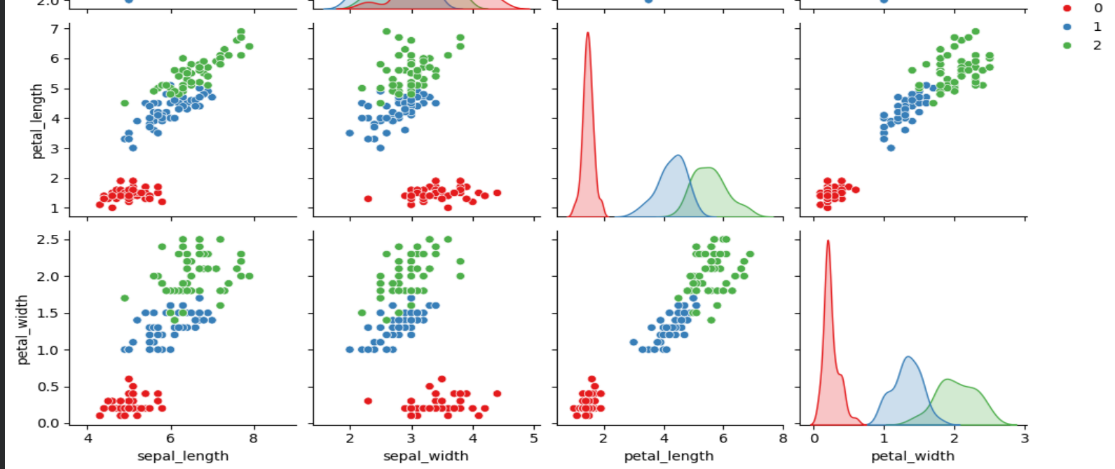 2.0
0
1
2
7
6
5
4
3
2
1
petal_length
2.5
2.0
1.5
1.0
0.5
0.0
petal_width
4 6 8
2 3 4 5
2 4 6 8
0 1 2 3
sepal_length
sepal_width
petal_length
petal_width